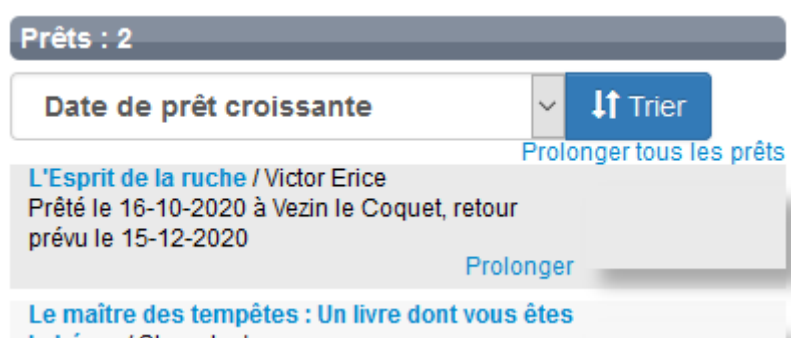 Prêts : 2
Date de prêt croissante
Trier
Prolonger tous les prêts
L'Esprit de la ruche / Victor Erice
Prêté le 16-10-2020 à Vezin le Coquet, retour
prévu le 15-12-2020
Prolonger
Le maître des tempêtes : Un livre dont vous êtes